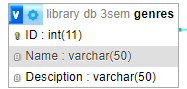 library db 3sem genres
ID : int(11)
Name : varchar(50)
Desciption : varchar(50)